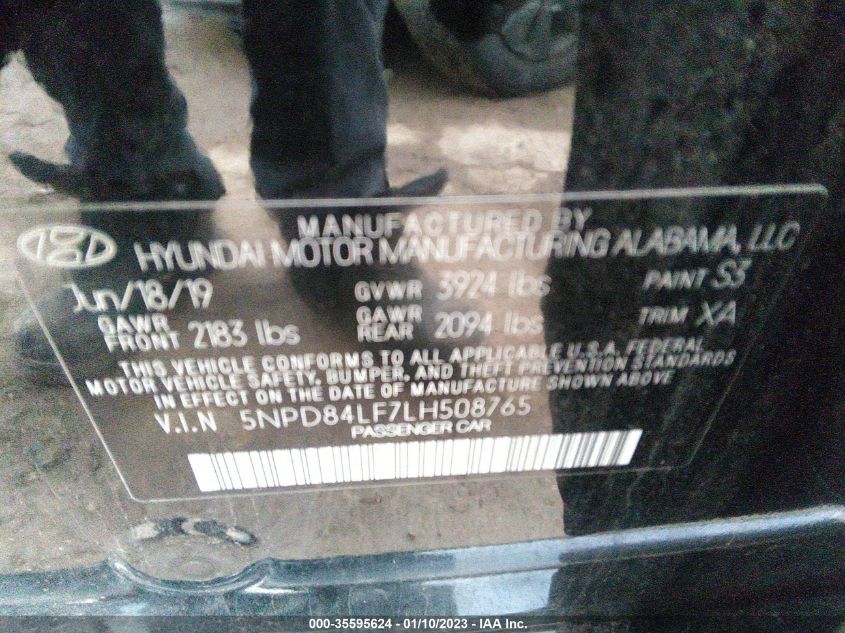 MANUFACTURED BY
HYUNDAI MOTOR MANUFACTURING ALABAMA, LLC
Jun/18/19 GVWR 3924 lbs PAINT S3
GAWR FRONT 2183 lbs GAWR REAR 2094 lbs TRIM XA
THIS VEHICLE CONFORMS TO ALL APPLICABLE U.S.A. FEDERAL
MOTOR VEHICLE SAFETY, BUMPER, AND THEFT PREVENTION STANDARDS
IN EFFECT ON THE DATE OF MANUFACTURE SHOWN ABOVE
V.I.N 5NPD84LF7LH508765
PASSENGER CAR
000-35595624 - 01/10/2023 - IAA Inc.